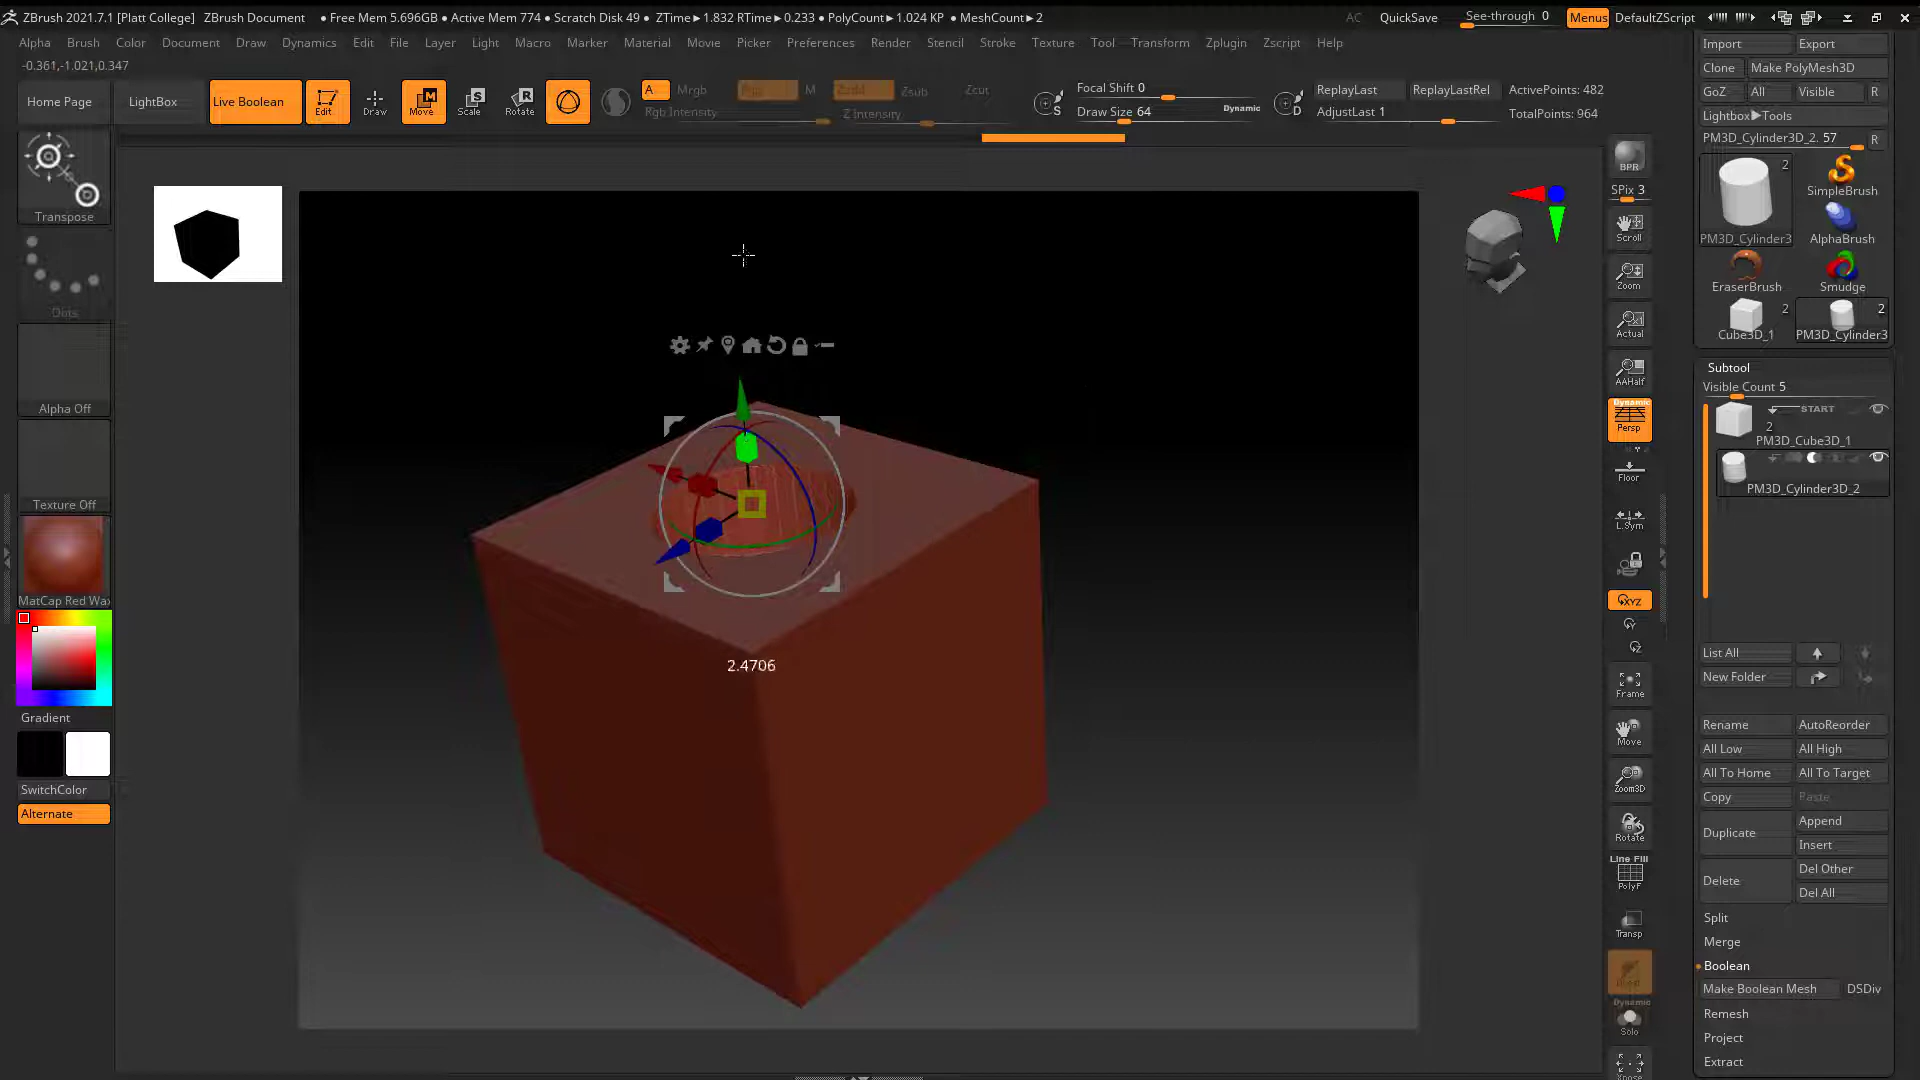 ZBrush 2021.7.1 [Platt College] ZBrush Document • Free Mem 5.696GB • Active Mem 774 • Scratch Disk 49 • ZTime▶1.832 RTime▶0.233 • PolyCount▶1.024 KP • MeshCount▶2 AC QuickSave See-through 0 Menus DefaultZScript
Alpha Brush Color Document Draw Dynamics Edit File Layer Light Macro Marker Material Movie Picker Preferences Render Stencil Stroke Texture Tool Transform Zplugin Zscript Help
-0.361,-1.021,0.347
Home Page LightBox Live Boolean Edit Draw Move Scale Rotate A Mrgb M Zsub Zcut
Rgb Intensity Z Intensity
Focal Shift 0
Draw Size 64 Dynamic
S D
ReplayLast ReplayLastRel ActivePoints: 482
AdjustLast 1 TotalPoints: 964
Transpose
Dots
Alpha Off
Texture Off
MatCap Red Wax
Gradient
SwitchColor
Alternate
2.4706
BPR
SPix 3
Scroll
Zoom
Actual
AAHalf
Dynamic
Persp
Floor
L.Sym
XYZ
Frame
Move
Zoom3D
Rotate
Line Fill
PolyF
Transp
Dynamic
Solo
Xpose
Import Export
Clone Make PolyMesh3D
GoZ All Visible R
Lightbox▶Tools
PM3D_Cylinder3D_2. 57 R
2
PM3D_Cylinder3
SimpleBrush
AlphaBrush
EraserBrush Smudge
2 2
Cube3D_1 PM3D_Cylinder3
Subtool
Visible Count 5
START
2
PM3D_Cube3D_1
PM3D_Cylinder3D_2
List All
New Folder
Rename AutoReorder
All Low All High
All To Home All To Target
Copy Paste
Duplicate Append
Insert
Delete Del Other
Del All
Split
Merge
Boolean
Make Boolean Mesh DSDiv
Remesh
Project
Extract